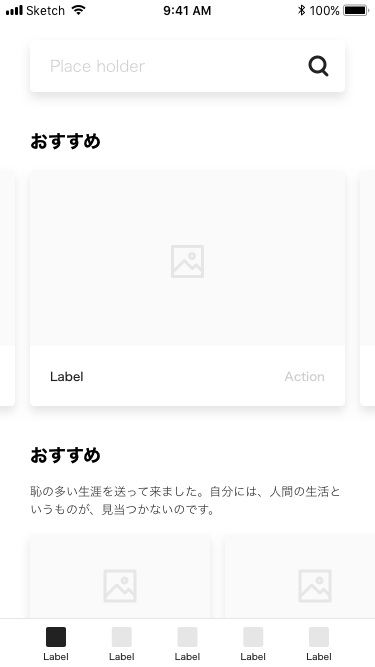 Sketch 9:41 AM 100%
Place holder
おすすめ
Label Action
おすすめ
恥の多い生涯を送って来ました。自分には、人間の生活と
いうものが、見当つかないのです。
Label Label Label Label Label